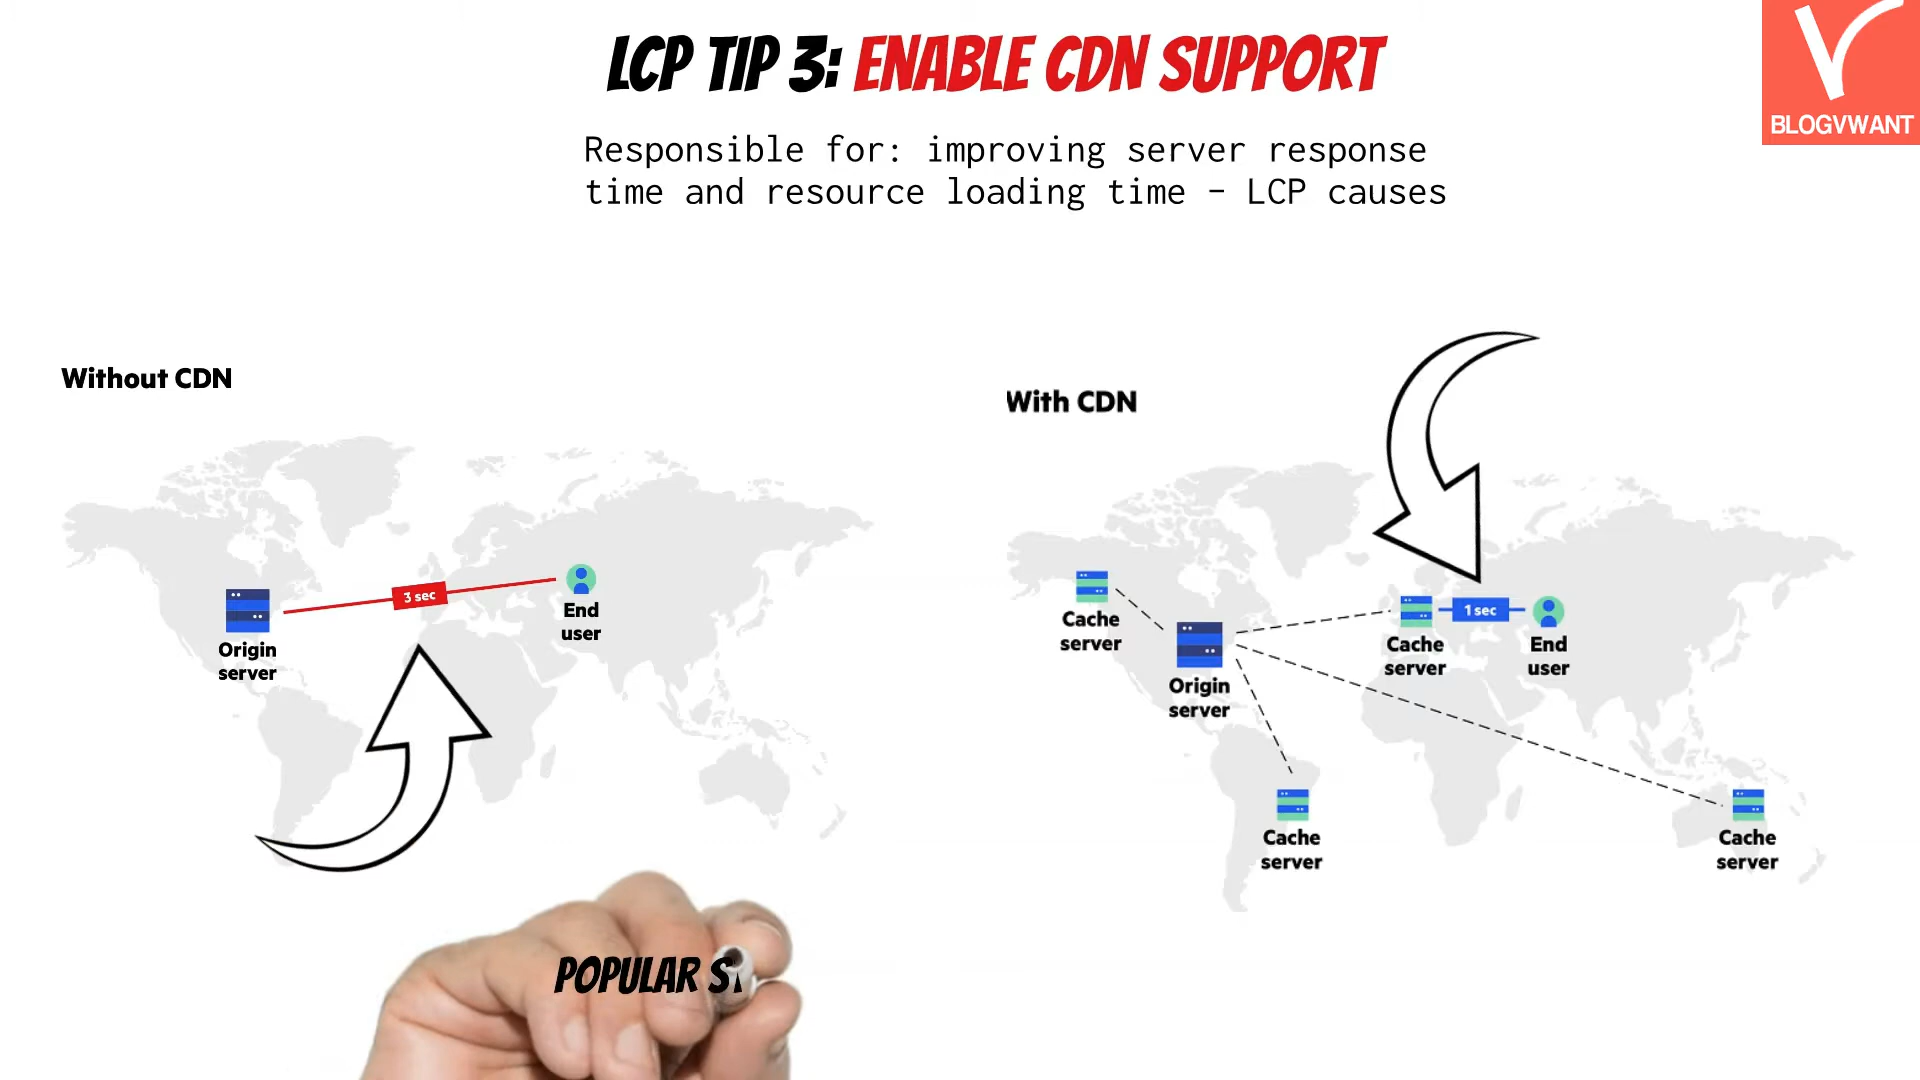 LCP TIP 3: ENABLE CDN SUPPORT
BLOGVWANT
Responsible for: improving server response
time and resource loading time - LCP causes
Without CDN
3 sec
Origin
server
End
user
With CDN
Cache
server
Origin
server
Cache
server
1 sec
End
user
Cache
server
Cache
server
POPULAR